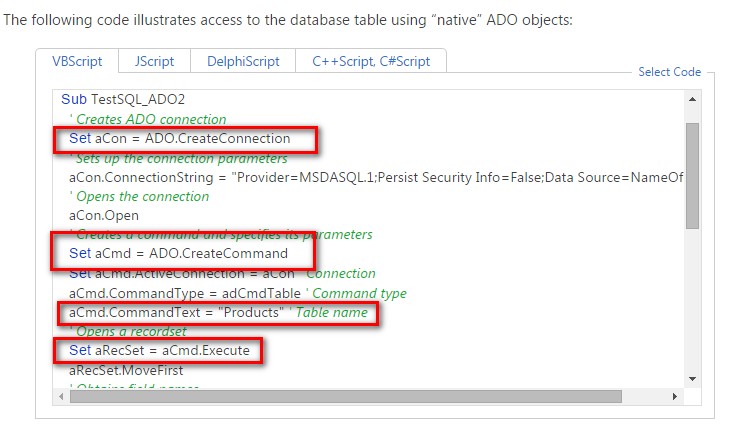 The following code illustrates access to the database table using “native” ADO objects:
VBScript JScript DelphiScript C++Script, C#Script
Select Code
Sub TestSQL_ADO2
' Creates ADO connection
Set aCon = ADO.CreateConnection
' Sets up the connection parameters
aCon.ConnectionString = "Provider=MSDASQL.1;Persist Security Info=False;Data Source=NameOf
' Opens the connection
aCon.Open
' Creates a command and specifies its parameters
Set aCmd = ADO.CreateCommand
Set aCmd.ActiveConnection = aCon ' Connection
aCmd.CommandType = adCmdTable ' Command type
aCmd.CommandText = "Products" ' Table name
' Opens a recordset
Set aRecSet = aCmd.Execute
aRecSet.MoveFirst
' Obtains field names